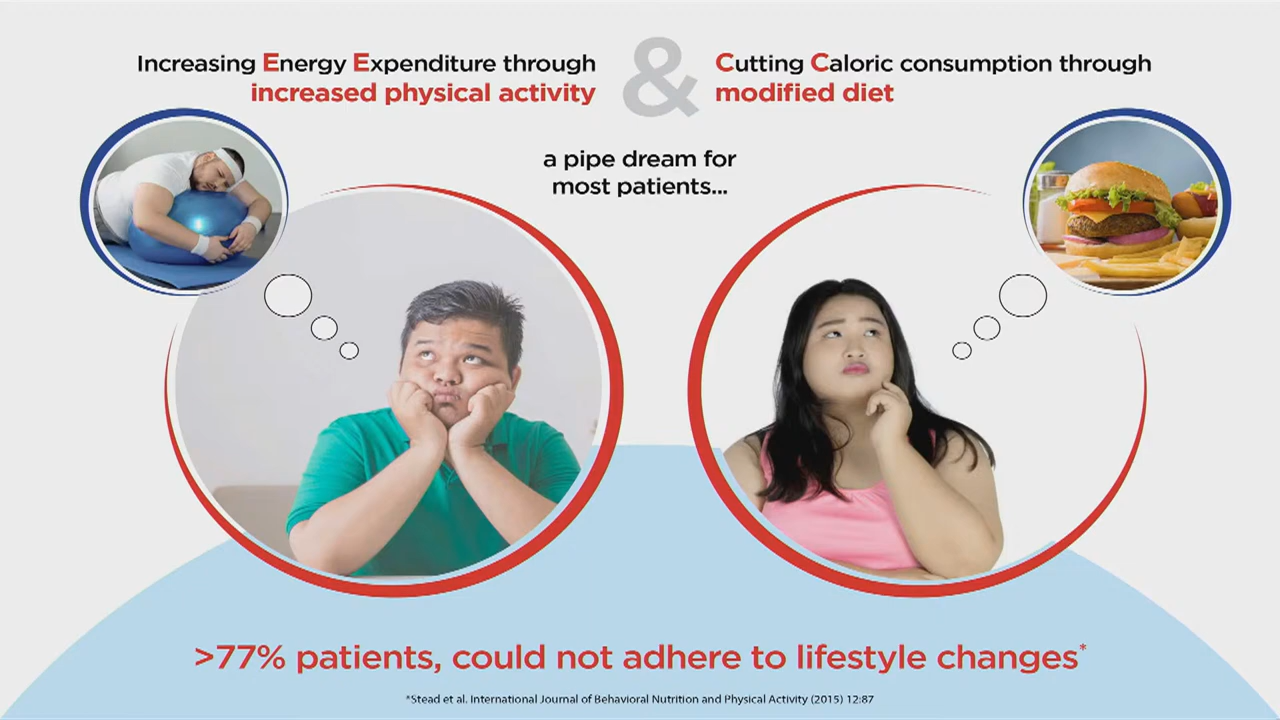 Increasing Energy Expenditure through
increased physical activity
&
Cutting Caloric consumption through
modified diet
a pipe dream for
most patients...
>77% patients, could not adhere to lifestyle changes*
*Stead et al. International Journal of Behavioral Nutrition and Physical Activity (2015) 12:87